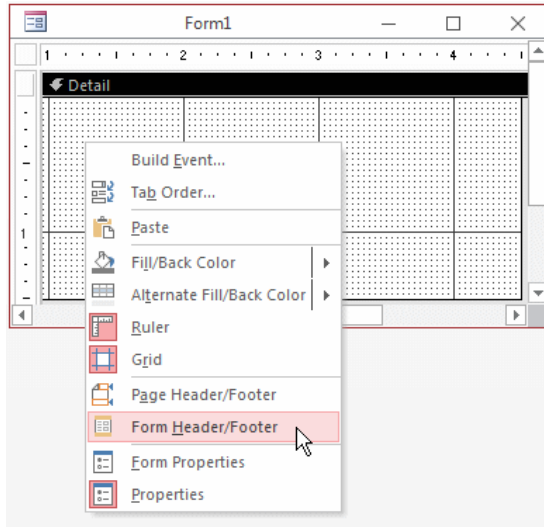 Form1
1 2 3 4
Detail
Build Event...
Tab Order...
Paste
1
Fill/Back Color
Alternate Fill/Back Color
Ruler
Grid
Page Header/Footer
Form Header/Footer
Form Properties
Properties